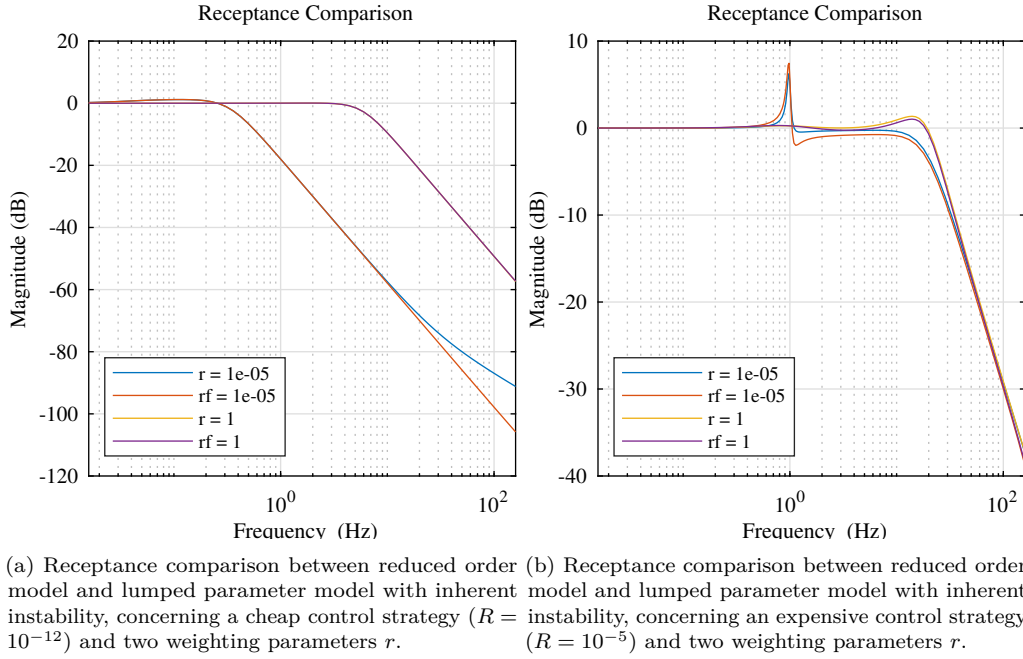 Receptance Comparison
20
0
-20
-40
-60
-80
-100
-120
Magnitude (dB)
r = 1e-05
rf = 1e-05
r = 1
rf = 1
10^0
10^2
Frequency (Hz)
Receptance Comparison
10
0
-10
-20
-30
-40
Magnitude (dB)
r = 1e-05
rf = 1e-05
r = 1
rf = 1
10^0
10^2
Frequency (Hz)
(a) Receptance comparison between reduced order
model and lumped parameter model with inherent
instability, concerning a cheap control strategy (R =
10^{-12}) and two weighting parameters r.
(b) Receptance comparison between reduced order
model and lumped parameter model with inherent
instability, concerning an expensive control strategy
(R = 10^{-5}) and two weighting parameters r.